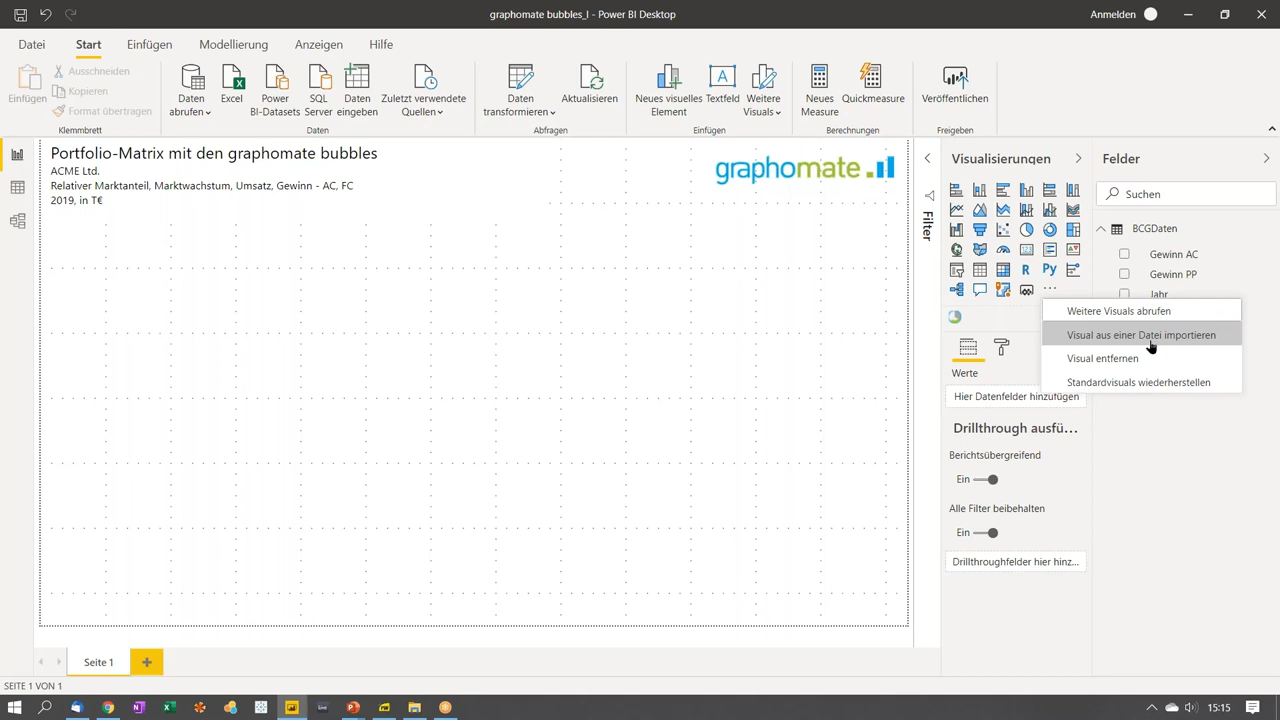 graphomate bubbles_I - Power BI Desktop
Anmelden
Datei
Start
Einfügen
Modellierung
Anzeigen
Hilfe
Einfügen
Ausschneiden
Kopieren
Format übertragen
Klemmbrett
Daten
abrufen
Excel
Power
BI-Datasets
SQL
Server
Daten
eingeben
Zuletzt verwendete
Quellen
Daten
Daten
transformieren
Aktualisieren
Abfragen
Neues visuelles
Element
Textfeld
Weitere
Visuals
Einfügen
Neues
Measure
Quickmeasure
Berechnungen
Veröffentlichen
Freigeben
Portfolio-Matrix mit den graphomate bubbles
ACME Ltd.
Relativer Marktanteil, Marktwachstum, Umsatz, Gewinn - AC, FC
2019, in T€
graphomate
Filter
Visualisierungen
R
Py
Werte
Hier Datenfelder hinzufügen
Drillthrough ausfü...
Berichtsübergreifend
Ein
Alle Filter beibehalten
Ein
Drillthroughfelder hier hinz...
Felder
Suchen
BCGDaten
Gewinn AC
Gewinn PP
Jahr
Weitere Visuals abrufen
Visual aus einer Datei importieren
Visual entfernen
Standardvisuals wiederherstellen
Seite 1
SEITE 1 VON 1
15:15